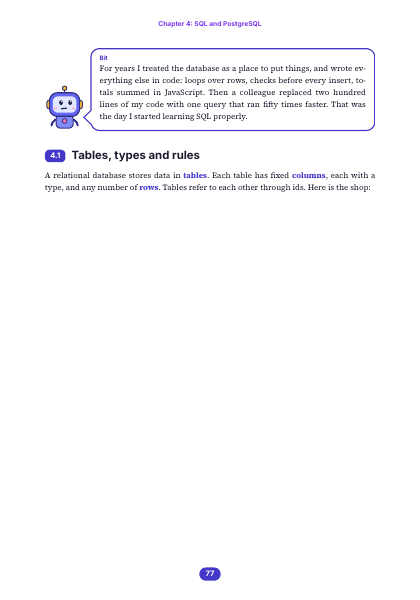 Chapter 4: SQL and PostgreSQL
Bit
For years I treated the database as a place to put things, and wrote ev-
erything else in code: loops over rows, checks before every insert, to-
tals summed in JavaScript. Then a colleague replaced two hundred
lines of my code with one query that ran fifty times faster. That was
the day I started learning SQL properly.
4.1 Tables, types and rules
A relational database stores data in tables. Each table has fixed columns, each with a
type, and any number of rows. Tables refer to each other through ids. Here is the shop:
77